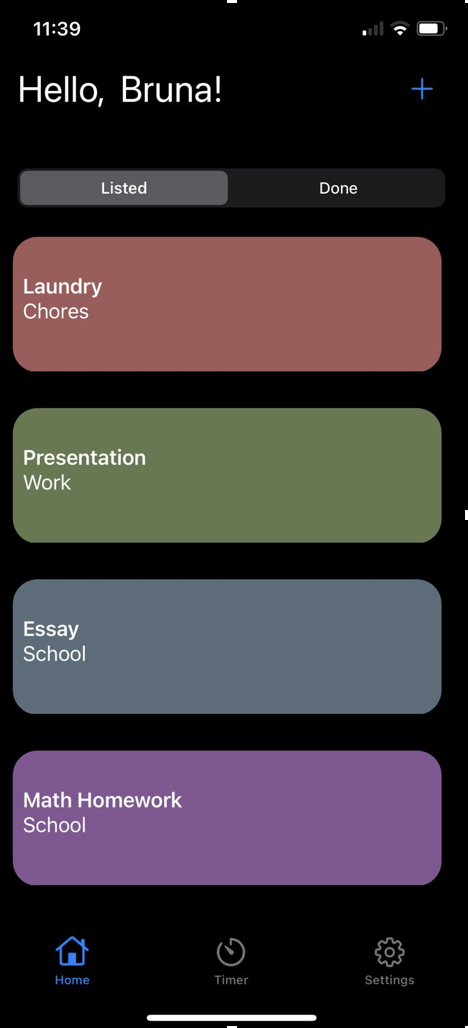 11:39
Hello, Bruna!
Listed
Done
Laundry
Chores
Presentation
Work
Essay
School
Math Homework
School
Home
Timer
Settings